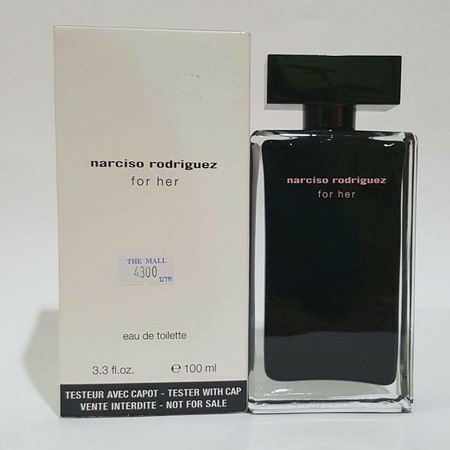 narciso rodriguez
for her
THE MALL
4300
บาท
eau de toilette
3.3 fl.oz. ℮ 100 ml
TESTEUR AVEC CAPOT - TESTER WITH CAP
VENTE INTERDITE - NOT FOR SALE
narciso rodriguez
for her